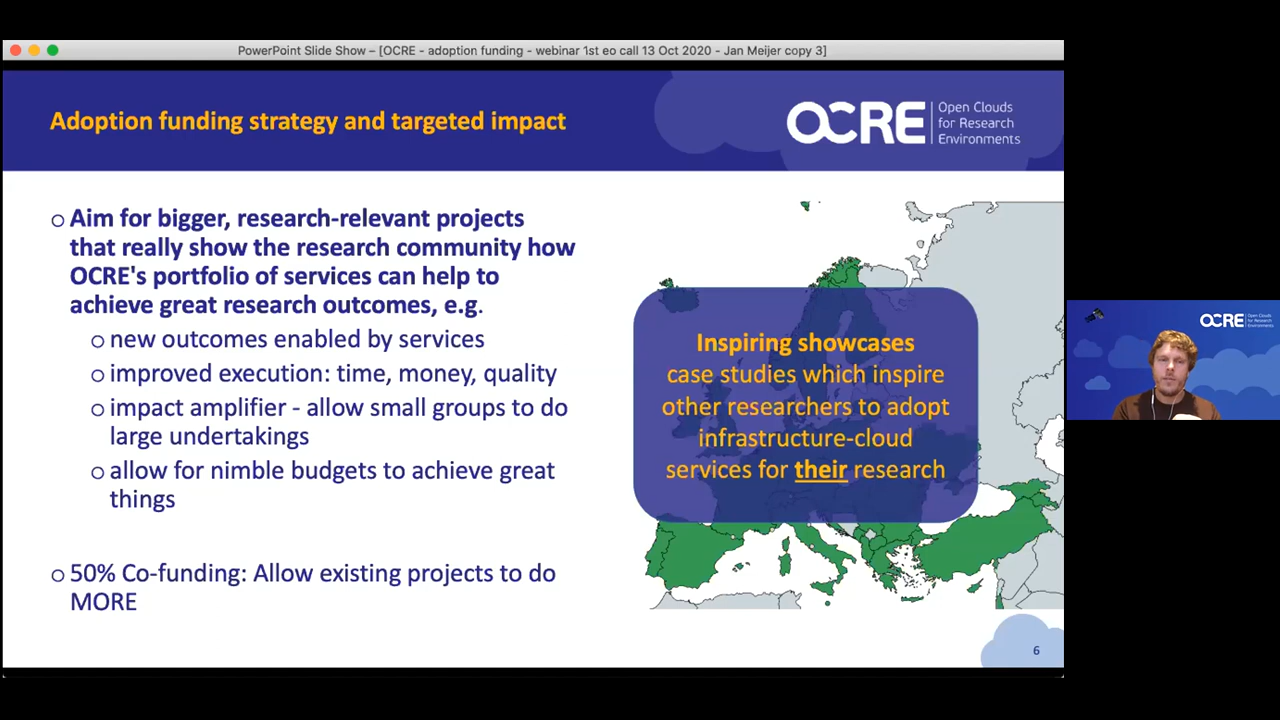 PowerPoint Slide Show – [OCRE - adoption funding - webinar 1st eo call 13 Oct 2020 - Jan Meijer copy 3]
Adoption funding strategy and targeted impact
OCRE
Open Clouds
for Research
Environments
○ Aim for bigger, research-relevant projects
that really show the research community how
OCRE's portfolio of services can help to
achieve great research outcomes, e.g.
○ new outcomes enabled by services
○ improved execution: time, money, quality
○ impact amplifier - allow small groups to do
large undertakings
○ allow for nimble budgets to achieve great
things
○ 50% Co-funding: Allow existing projects to do
MORE
Inspiring showcases
case studies which inspire
other researchers to adopt
infrastructure-cloud
services for their research
6
OCRE
Open Clouds
for Research
Environments